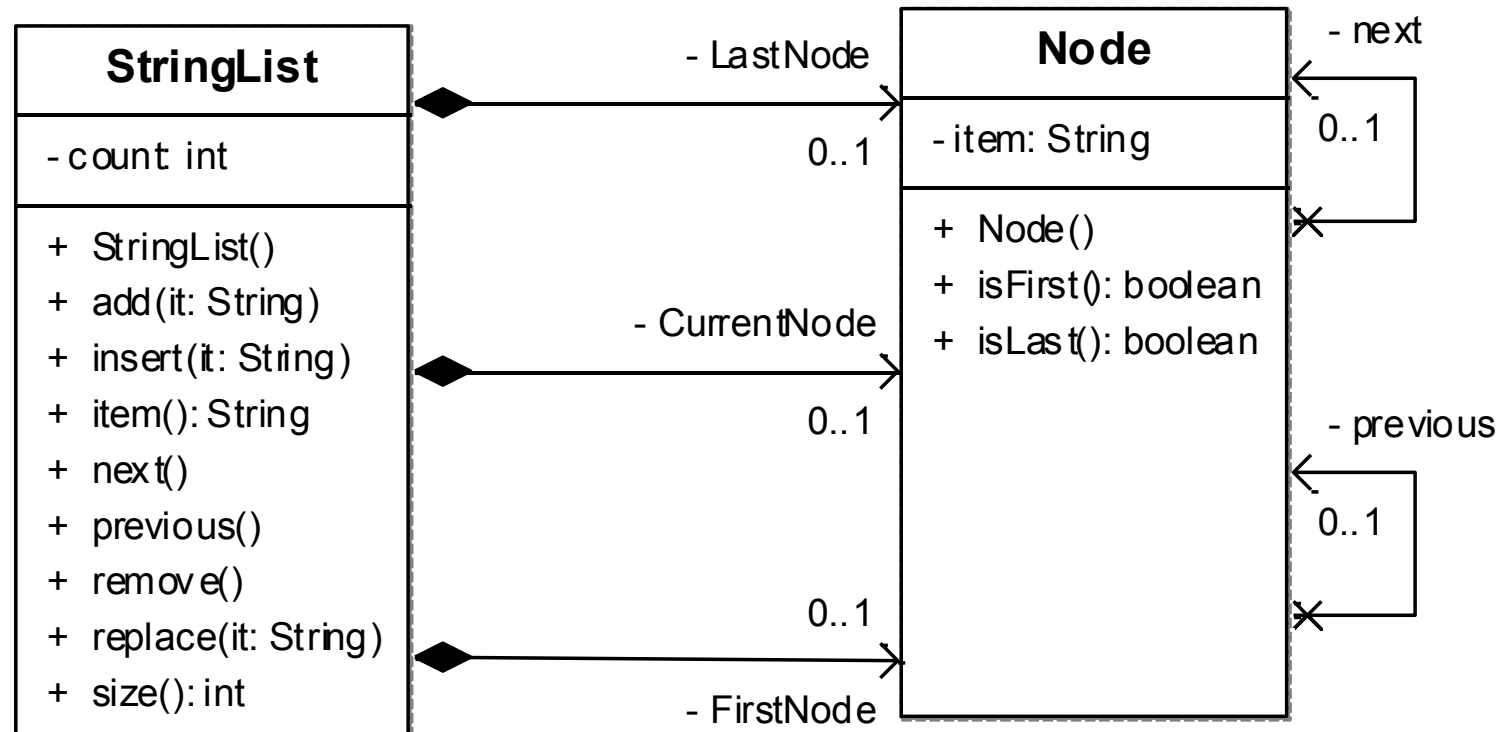 StringList
- count: int
+ StringList()
+ add(it: String)
+ insert(it: String)
+ item(): String
+ next()
+ previous()
+ remove()
+ replace(it: String)
+ size(): int
- LastNode
0..1
- CurrentNode
0..1
0..1
- FirstNode
Node
- item: String
+ Node()
+ isFirst(): boolean
+ isLast(): boolean
- next
0..1
- previous
0..1